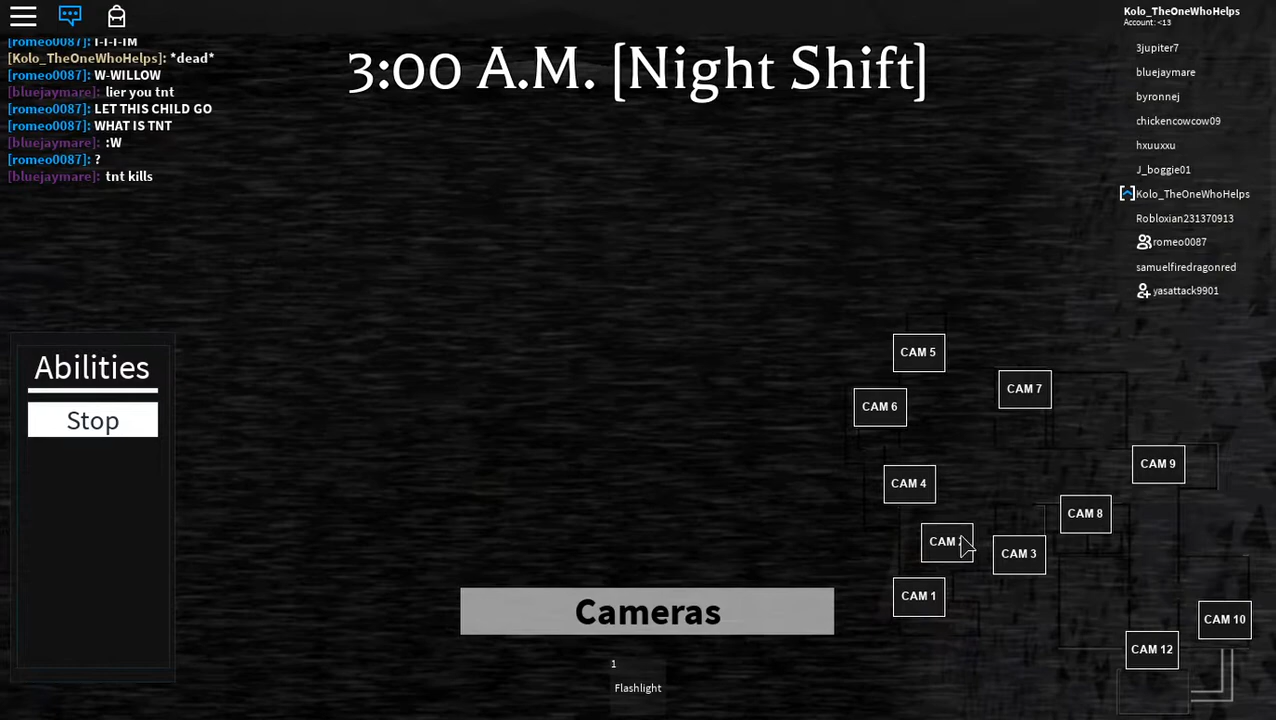 [romeo0087]: I-I-I-IM
[Kolo_TheOneWhoHelps]: *dead*
[romeo0087]: W-WILLOW
[bluejaymare]: lier you tnt
[romeo0087]: LET THIS CHILD GO
[romeo0087]: WHAT IS TNT
[bluejaymare]: :W
[romeo0087]: ?
[bluejaymare]: tnt kills
3:00 A.M. [Night Shift]
Kolo_TheOneWhoHelps
Account: <13
3jupiter7
bluejaymare
byronnej
chickencowcow09
hxuuxxu
J_boggie01
Kolo_TheOneWhoHelps
Robloxian231370913
romeo0087
samuelfiredragonred
yasattack9901
Abilities
Stop
CAM 5
CAM 7
CAM 6
CAM 9
CAM 4
CAM 8
CAM
CAM 3
CAM 1
CAM 10
CAM 12
Cameras
1
Flashlight